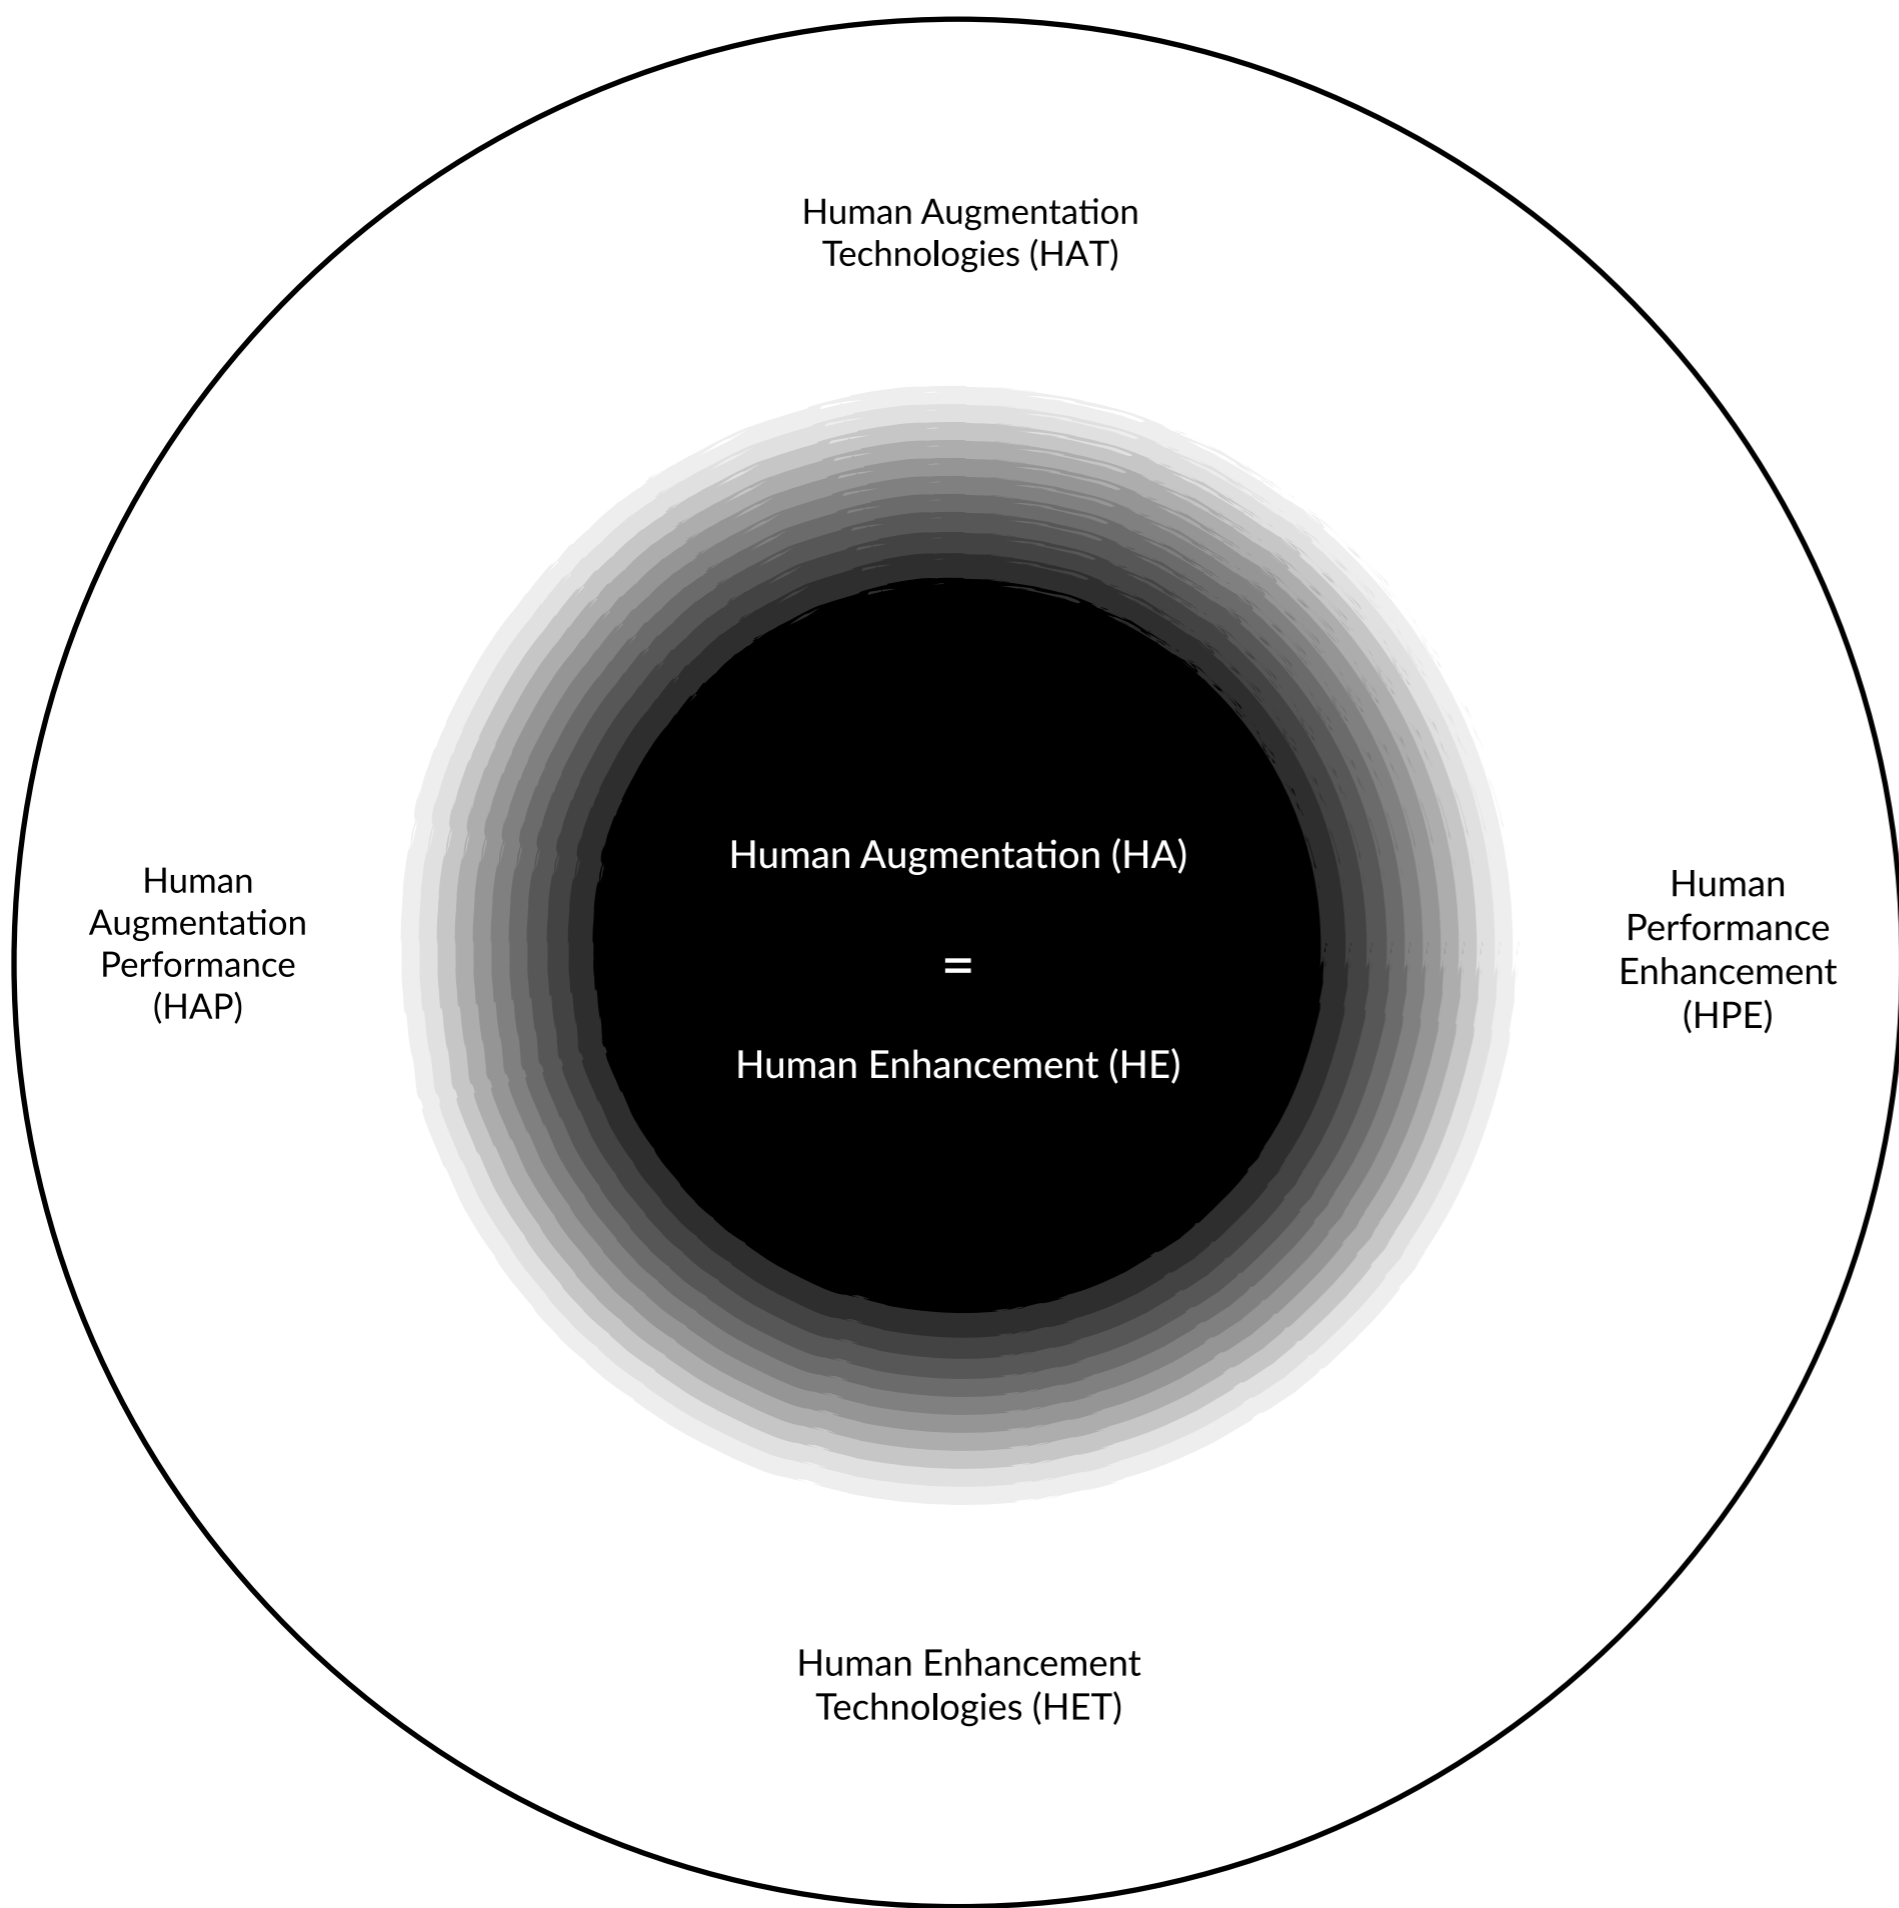 Human Augmentation
Technologies (HAT)
Human
Augmentation
Performance
(HAP)
Human Augmentation (HA)
=
Human Enhancement (HE)
Human
Performance
Enhancement
(HPE)
Human Enhancement
Technologies (HET)